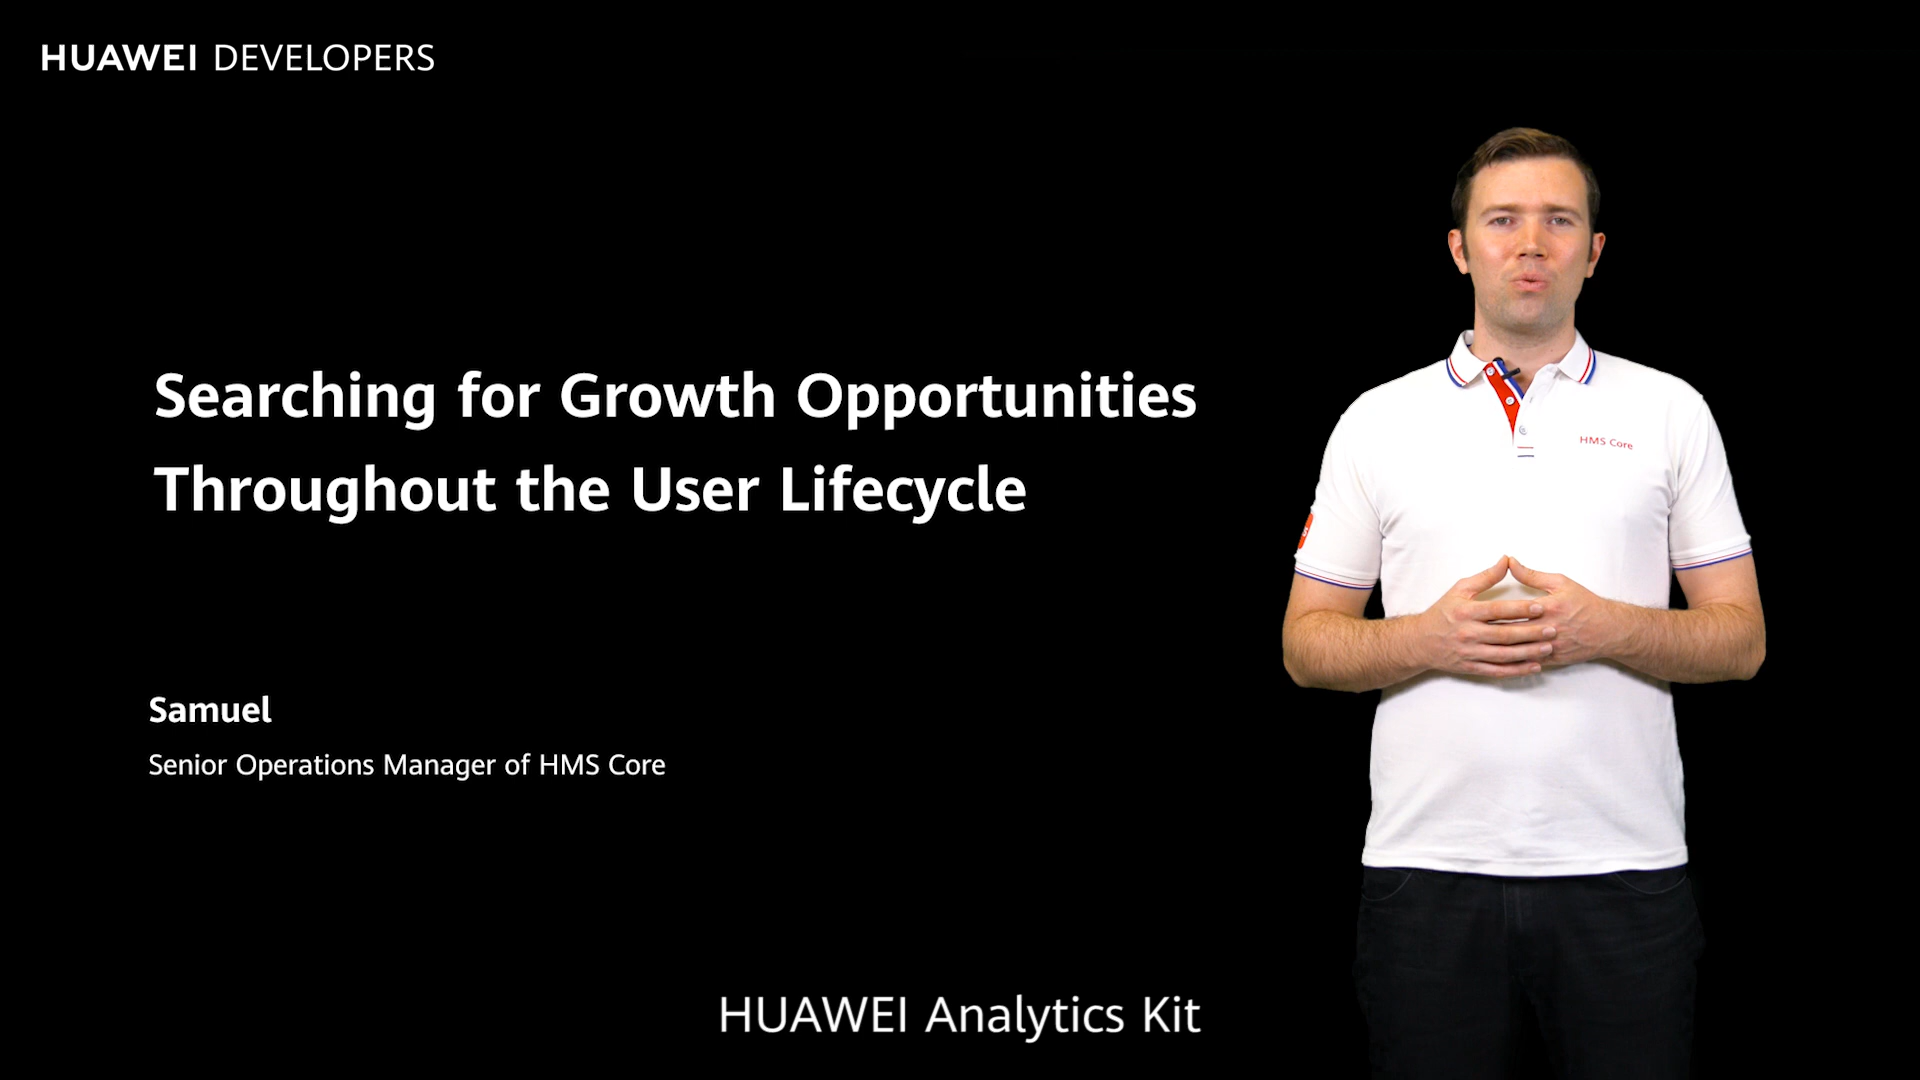 HUAWEI DEVELOPERS
Searching for Growth Opportunities
Throughout the User Lifecycle
HMS Core
Samuel
Senior Operations Manager of HMS Core
HUAWEI Analytics Kit